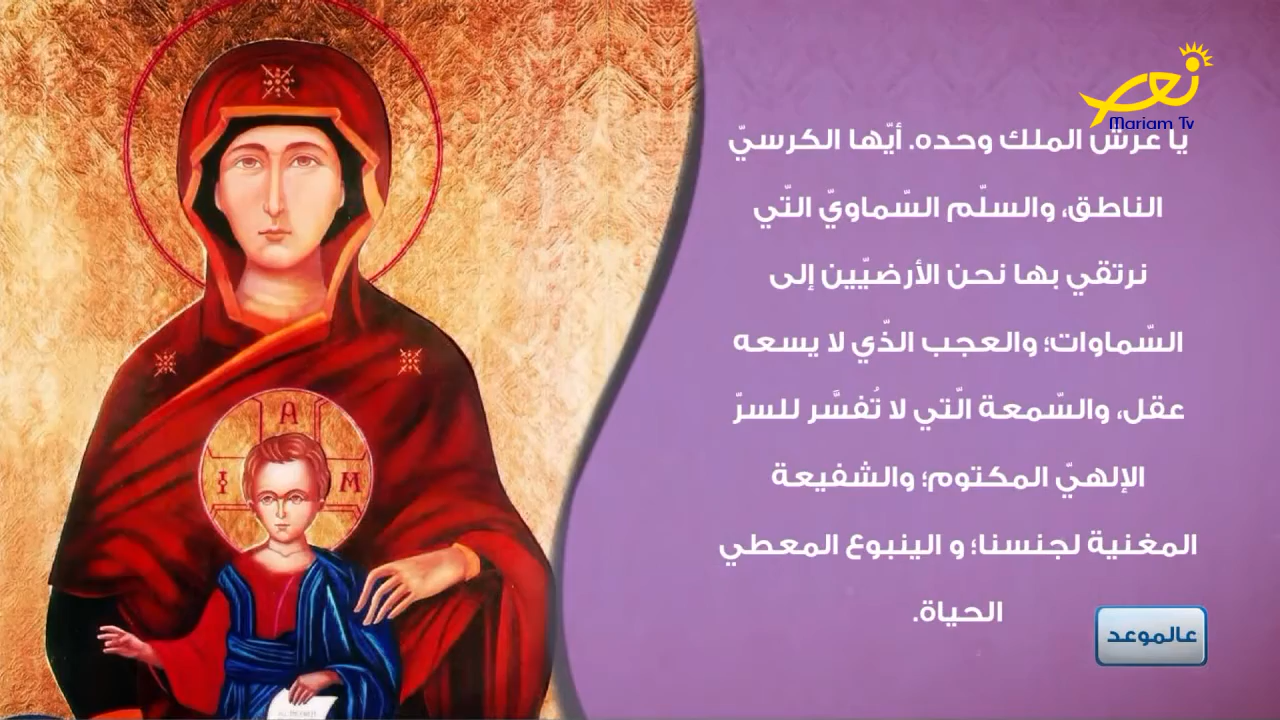 نعم
Mariam Tv
يا عرش الملك وحده. أيّها الكرسيّ
الناطق، والسلّم السّماويّ التّي
نرتقي بها نحن الأرضيّين إلى
السّماوات؛ والعجب الذّي لا يسعه
عقل، والسّمعة الّتي لا تُفسَّر للسرّ
الإلهيّ المكتوم؛ والشفيعة
المغنية لجنسنا؛ و الينبوع المعطي
الحياة.
عالموعد
A
I M